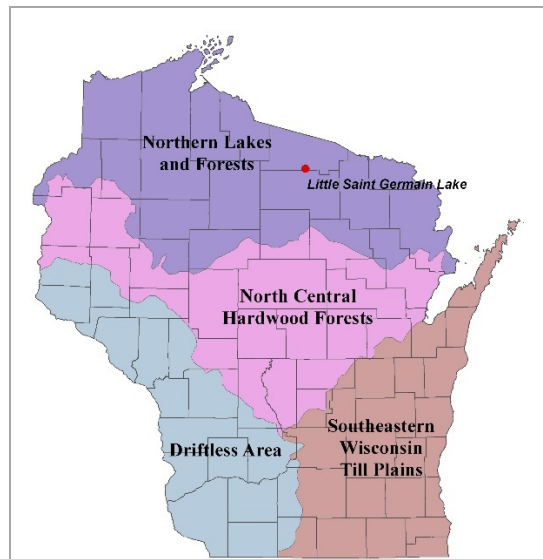 Northern Lakes
and Forests
Little Saint Germain Lake
North Central
Hardwood Forests
Driftless Area
Southeastern
Wisconsin
Till Plains